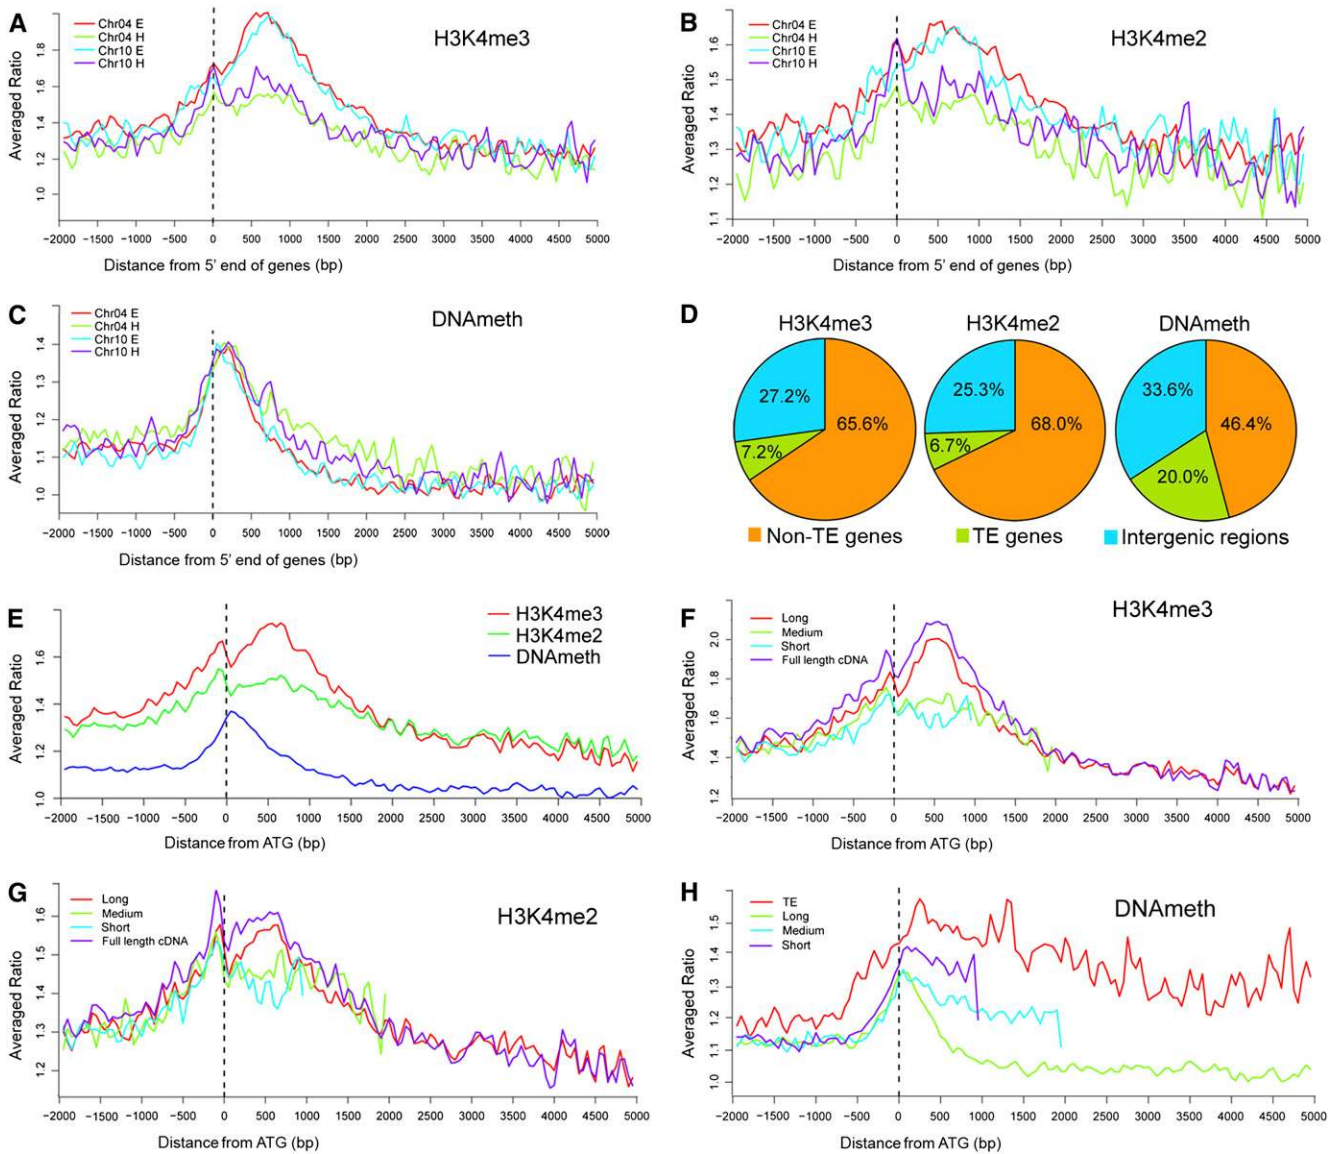 A
Chr04 E
Chr04 H
Chr10 E
Chr10 H
H3K4me3
Averaged Ratio
1.8
1.6
1.4
1.2
1.0
−2000 −1500 −1000 −500 0 500 1000 1500 2000 2500 3000 3500 4000 4500 5000
Distance from 5' end of genes (bp)
B
Chr04 E
Chr04 H
Chr10 E
Chr10 H
H3K4me2
Averaged Ratio
1.6
1.5
1.4
1.3
1.2
1.1
−2000 −1500 −1000 −500 0 500 1000 1500 2000 2500 3000 3500 4000 4500 5000
Distance from 5' end of genes (bp)
C
Chr04 E
Chr04 H
Chr10 E
Chr10 H
DNAmeth
Averaged Ratio
1.4
1.3
1.2
1.1
1.0
−2000 −1500 −1000 −500 0 500 1000 1500 2000 2500 3000 3500 4000 4500 5000
Distance from 5' end of genes (bp)
D
H3K4me3 H3K4me2 DNAmeth
27.2% 65.6% 7.2%
25.3% 68.0% 6.7%
33.6% 46.4% 20.0%
Non-TE genes TE genes Intergenic regions
E
H3K4me3
H3K4me2
DNAmeth
Averaged Ratio
1.6
1.4
1.2
1.0
−2000 −1500 −1000 −500 0 500 1000 1500 2000 2500 3000 3500 4000 4500 5000
Distance from ATG (bp)
F
Long
Medium
Short
Full length cDNA
H3K4me3
Averaged Ratio
2.0
1.8
1.6
1.4
1.2
−2000 −1500 −1000 −500 0 500 1000 1500 2000 2500 3000 3500 4000 4500 5000
Distance from ATG (bp)
G
Long
Medium
Short
Full length cDNA
H3K4me2
Averaged Ratio
1.6
1.5
1.4
1.3
1.2
−2000 −1500 −1000 −500 0 500 1000 1500 2000 2500 3000 3500 4000 4500 5000
Distance from ATG (bp)
H
TE
Long
Medium
Short
DNAmeth
Averaged Ratio
1.5
1.4
1.3
1.2
1.1
1.0
−2000 −1500 −1000 −500 0 500 1000 1500 2000 2500 3000 3500 4000 4500 5000
Distance from ATG (bp)